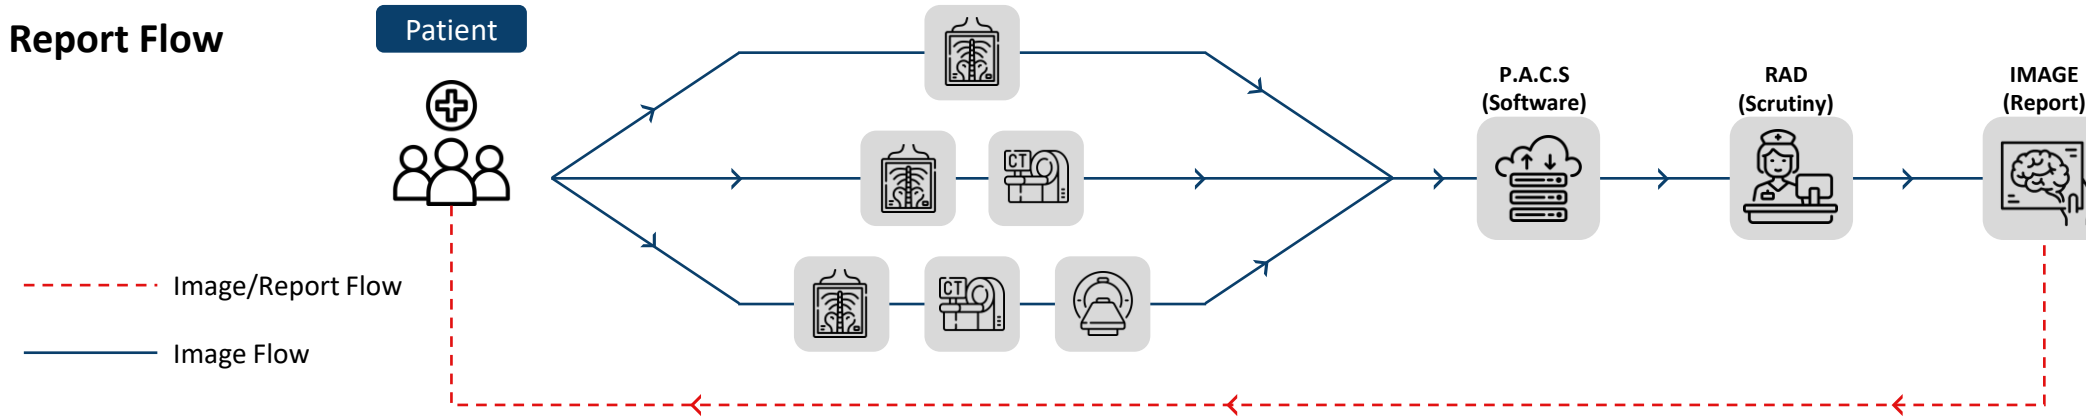 Report Flow
Patient
P.A.C.S
(Software)
RAD
(Scrutiny)
IMAGE
(Report)
CT
CT
Image/Report Flow
Image Flow